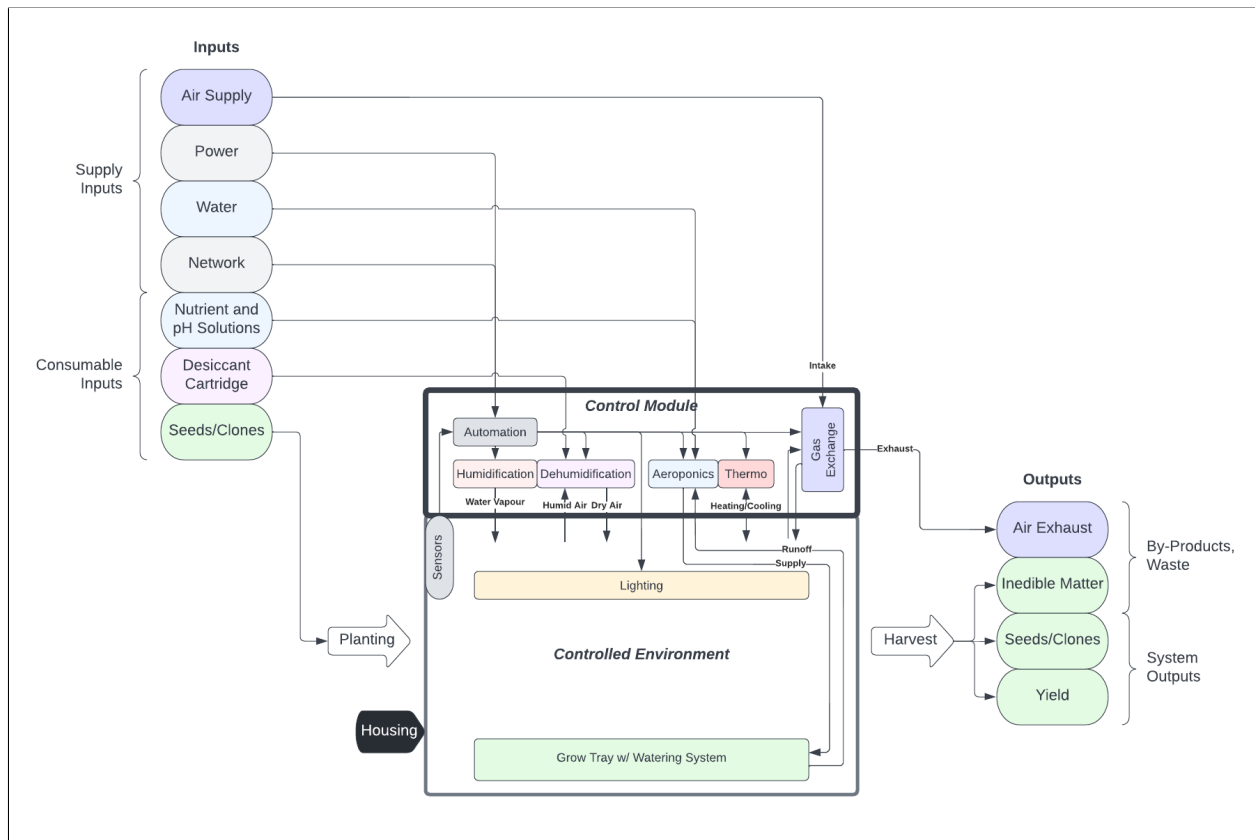 Inputs
Air Supply
Power
Water
Network
Nutrient and
pH Solutions
Desiccant
Cartridge
Seeds/Clones
Supply
Inputs
Consumable
Inputs
Intake
Control Module
Automation
Gas
Exchange
Humidification
Dehumidification
Aeroponics
Thermo
Water Vapour
Humid Air
Dry Air
Heating/Cooling
Exhaust
Sensors
Runoff
Supply
Lighting
Planting
Controlled Environment
Housing
Grow Tray w/ Watering System
Harvest
Outputs
Air Exhaust
Inedible Matter
Seeds/Clones
Yield
By-Products,
Waste
System
Outputs